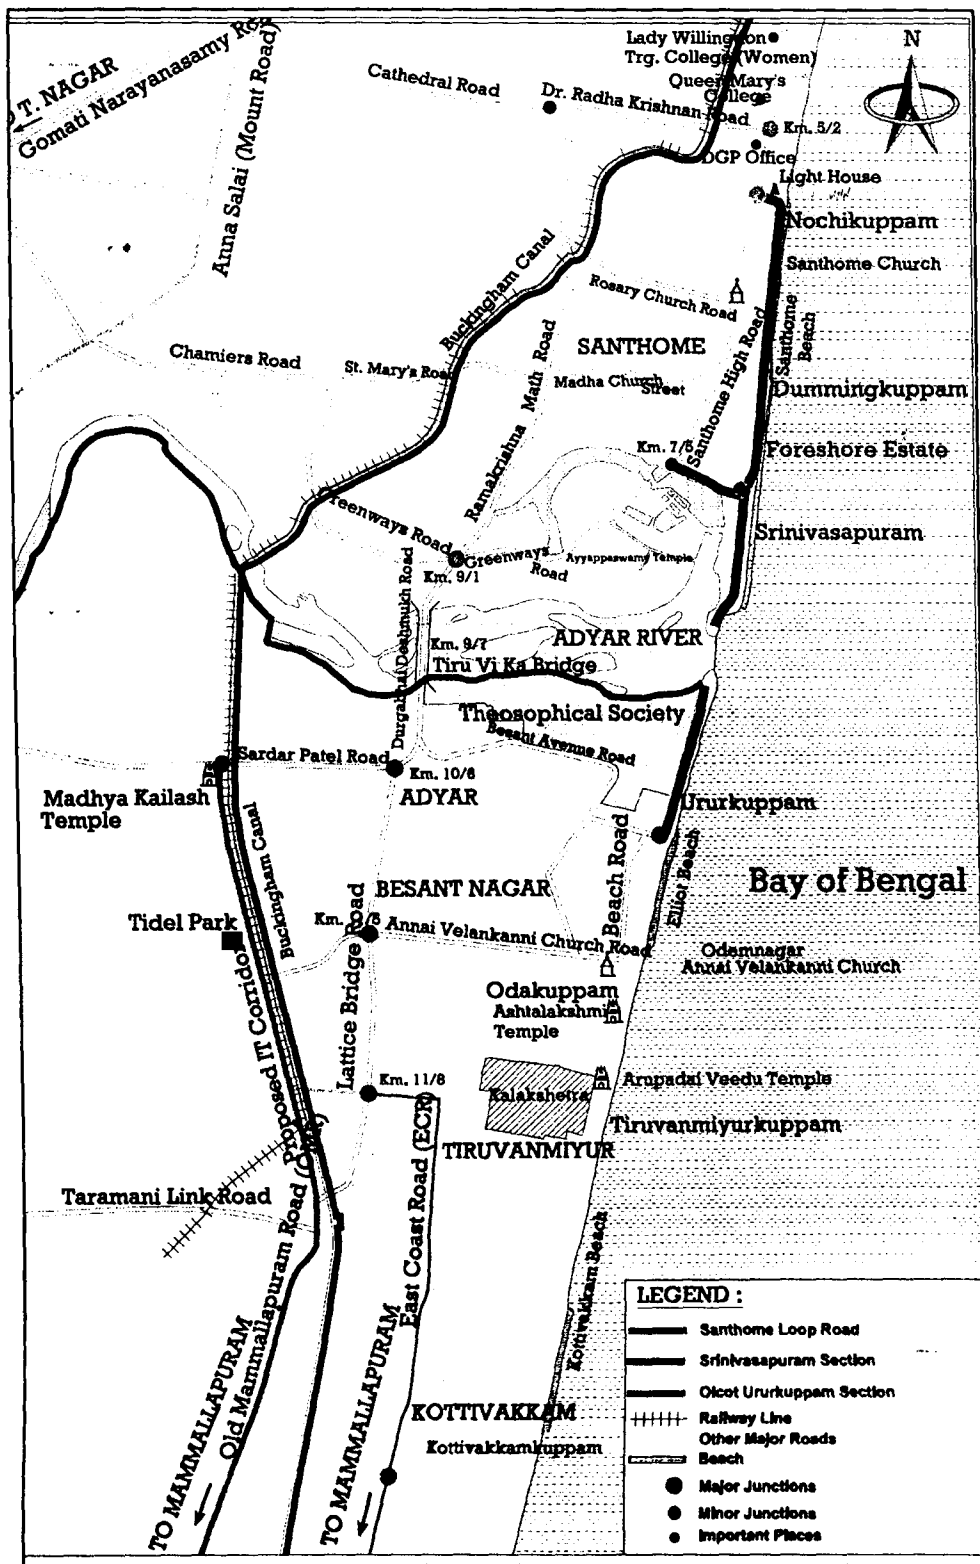 Lady Willington
Trg. College (Women)
Queen Mary's
College
N
T. NAGAR
Gomati Narayanasamy
Anna Salai (Mount Road)
Cathedral Road
Dr. Radha Krishnan Road
Km. 5/2
DGP Office
Light House
Nochikuppam
Santhome Church
Buckingham Canal
Rosary Church Road
Santhome
Beach
SANTHOME
Chamiers Road
St. Mary's Road
Ramakrishna Math Road
Madha Church
Street
Santhome High Road
Dummingkuppam
Foreshore Estate
Srinivasapuram
Greenways Road
Greenways
Road
Ayyappaswamy Temple
Km. 9/1
Durgabhai Deshmukh Road
Km. 9/7
Tiru Vi Ka Bridge
ADYAR RIVER
Theosophical Society
Besant Avenue Road
Sardar Patel Road
Km. 10/6
ADYAR
Madhya Kailash
Temple
Ururkuppam
Elliot Beach
Beach Road
Bay of Bengal
BESANT NAGAR
Buckingham Canal
Tidel Park
Km.
Annai Velankanni Church Road
Odemnagar
Annai Velankanni Church
Odakuppam
Ashtalakshmi
Temple
Lattice Bridge Road
Proposed IT Corridor
Km. 11/8
Kalakshetra
Arupadai Veedu Temple
Tiruvanmiyurkuppam
TIRUVANMIYUR
East Coast Road (ECR)
Taramani Link Road
Old Mammallapuram Road
TO MAMMALLAPURAM
TO MAMMALLAPURAM
Kottivakkam Beach
KOTTIVAKKAM
Kottivakkamkuppam
LEGEND :
Santhome Loop Road
Srinivasapuram Section
Olcot Ururkuppam Section
Railway Line
Other Major Roads
Beach
Major Junctions
Minor Junctions
Important Places